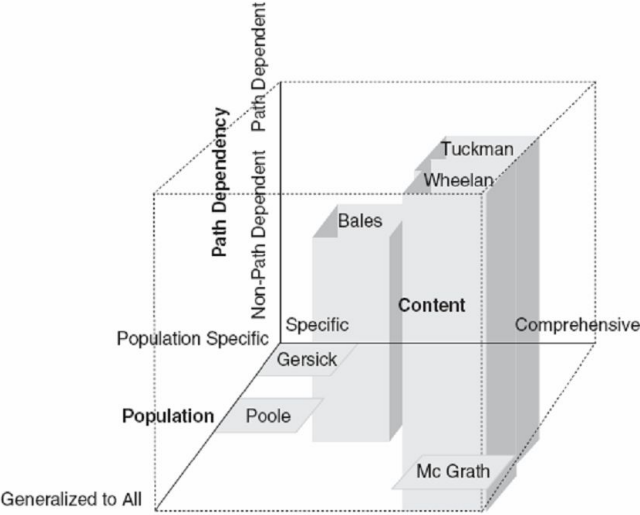 Path Dependent
Path Dependency
Non-Path Dependent
Tuckman
Wheelan
Bales
Content
Specific
Comprehensive
Population Specific
Gersick
Population
Poole
Mc Grath
Generalized to All